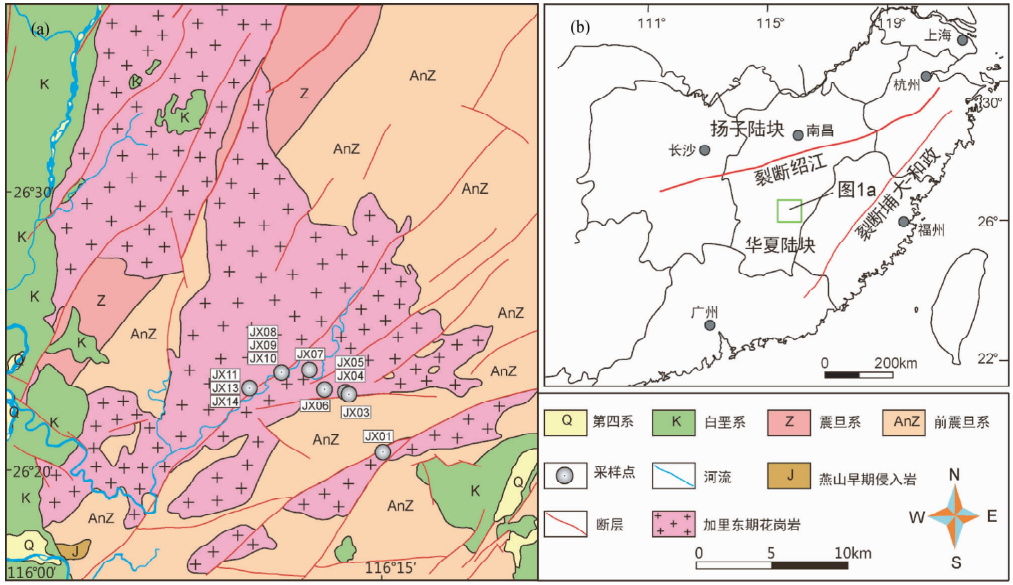 (a)
K
K
K
Z
AnZ
AnZ
AnZ
26°30′
K
AnZ
Z
K
AnZ
AnZ
JX08
JX09
JX10
JX07
JX05
JX04
JX11
JX13
JX14
JX06
JX03
Q
K
Q
K
AnZ
JX01
26°20′
K
AnZ
K
Q
Q
J
K
AnZ
K
116°00′
116°15′
(b)
111°
115°
119°
上海
杭州
30°
扬子陆块
南昌
长沙
裂断绍江
图1a
裂断埔大-和政
26°
福州
华夏陆块
广州
22°
0
200km
Q
第四系
K
白垩系
Z
震旦系
AnZ
前震旦系
采样点
河流
J
燕山早期侵入岩
断层
加里东期花岗岩
0
5
10km
N
W
E
S